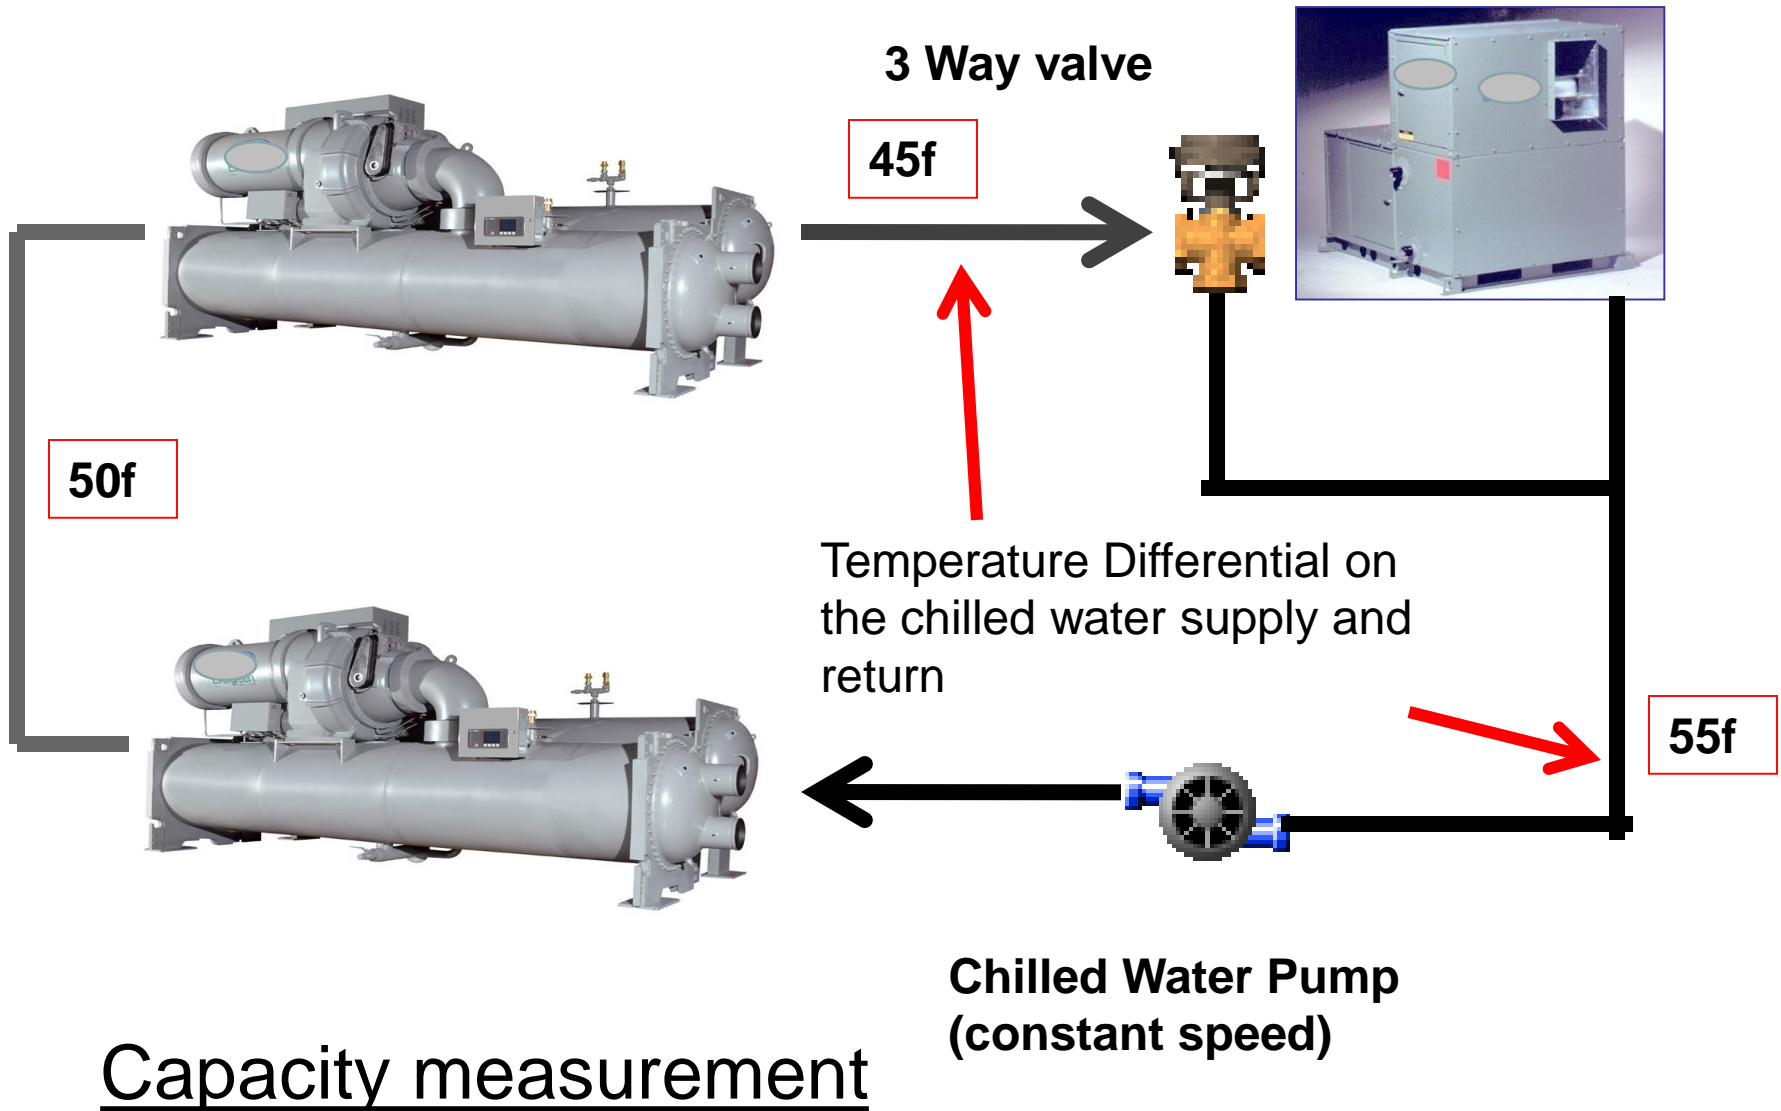 3 Way valve
45f
50f
Temperature Differential on
the chilled water supply and
return
55f
Chilled Water Pump
(constant speed)
Capacity measurement